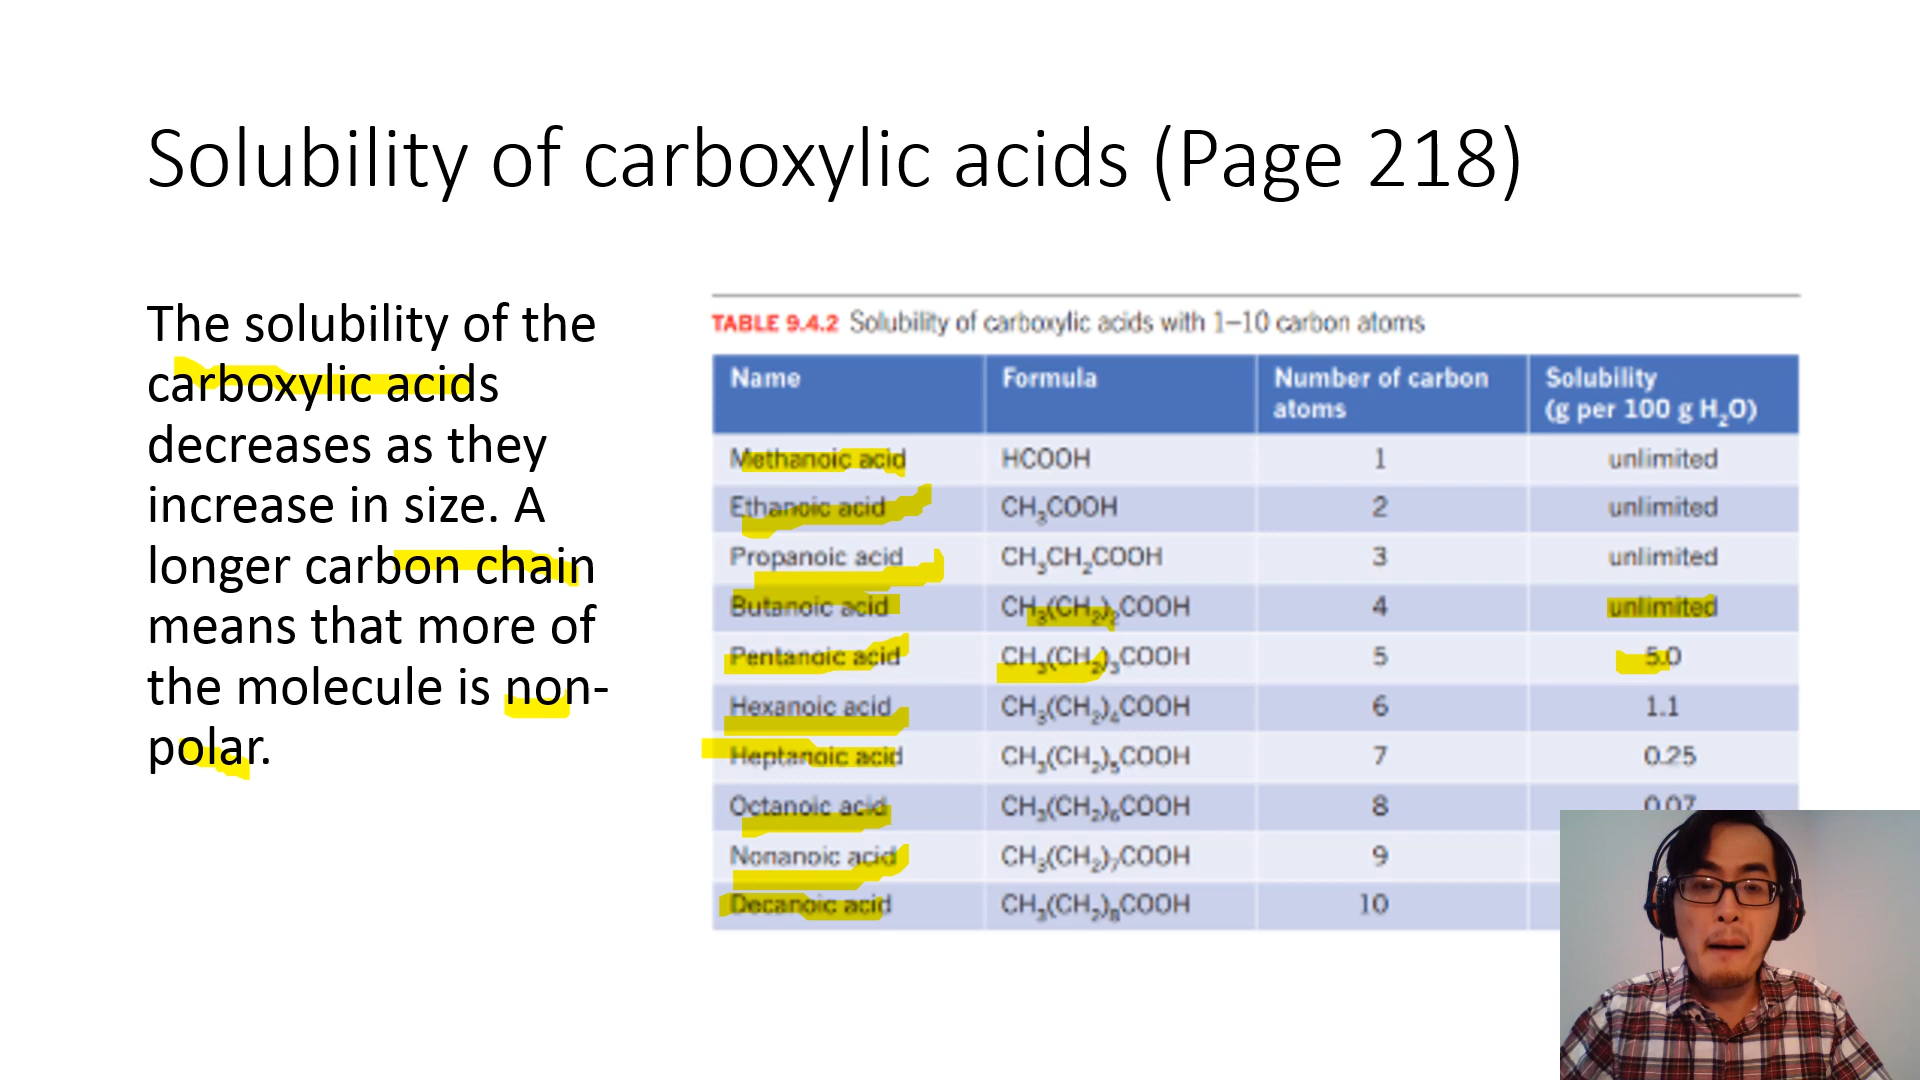 Solubility of carboxylic acids (Page 218)
The solubility of the
carboxylic acids
decreases as they
increase in size. A
longer carbon chain
means that more of
the molecule is non-
polar.
TABLE 9.4.2 Solubility of carboxylic acids with 1–10 carbon atoms
Name Formula Number of carbon atoms Solubility (g per 100 g H₂O)
Methanoic acid HCOOH 1 unlimited
Ethanoic acid CH₃COOH 2 unlimited
Propanoic acid CH₃CH₂COOH 3 unlimited
Butanoic acid CH₃(CH₂)₂COOH 4 unlimited
Pentanoic acid CH₃(CH₂)₃COOH 5 5.0
Hexanoic acid CH₃(CH₂)₄COOH 6 1.1
Heptanoic acid CH₃(CH₂)₅COOH 7 0.25
Octanoic acid CH₃(CH₂)₆COOH 8 0.07
Nonanoic acid CH₃(CH₂)₇COOH 9
Decanoic acid CH₃(CH₂)₈COOH 10